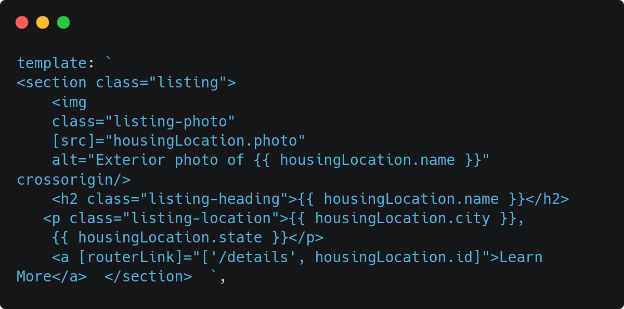 template: `
<section class="listing">
    <img
    class="listing-photo"
    [src]="housingLocation.photo"
    alt="Exterior photo of {{ housingLocation.name }}"
crossorigin/>
    <h2 class="listing-heading">{{ housingLocation.name }}</h2>
   <p class="listing-location">{{ housingLocation.city }},
    {{ housingLocation.state }}</p>
    <a [routerLink]="['/details', housingLocation.id]">Learn
More</a>  </section>  `,